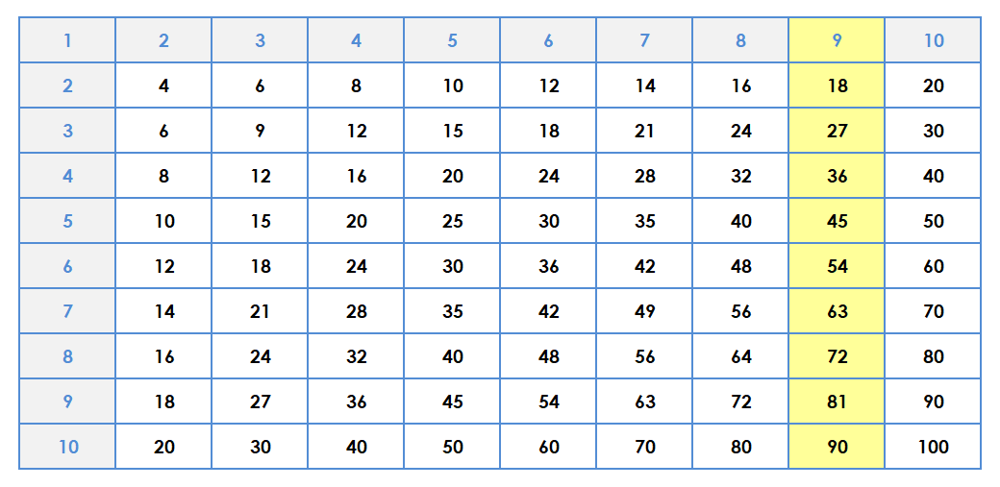 1 2 3 4 5 6 7 8 9 10
2 4 6 8 10 12 14 16 18 20
3 6 9 12 15 18 21 24 27 30
4 8 12 16 20 24 28 32 36 40
5 10 15 20 25 30 35 40 45 50
6 12 18 24 30 36 42 48 54 60
7 14 21 28 35 42 49 56 63 70
8 16 24 32 40 48 56 64 72 80
9 18 27 36 45 54 63 72 81 90
10 20 30 40 50 60 70 80 90 100